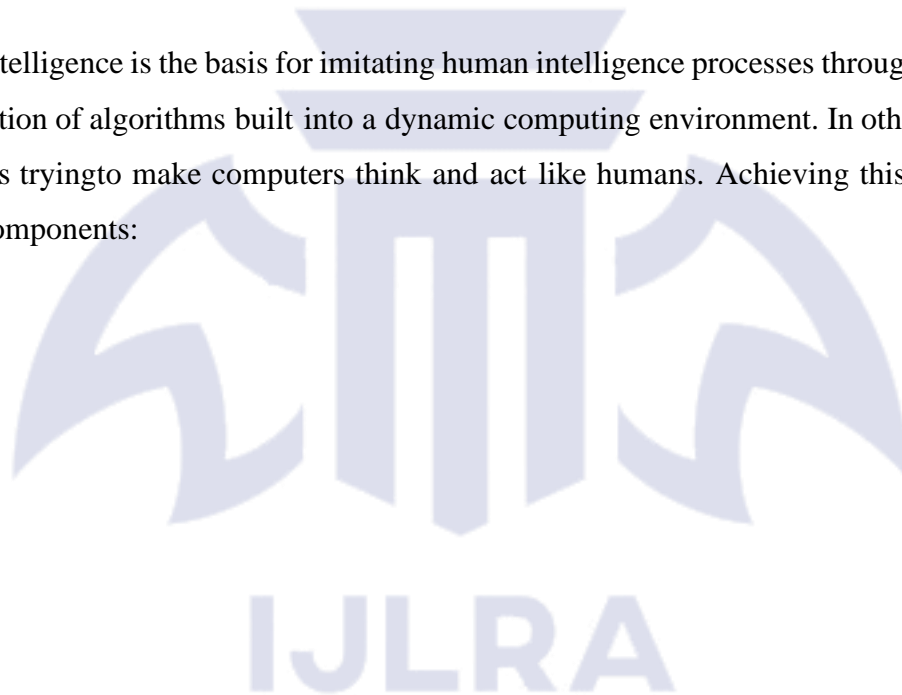 telligence is the basis for imitating human intelligence processes throug
tion of algorithms built into a dynamic computing environment. In oth
s tryingto make computers think and act like humans. Achieving this
omponents:
IJLRA